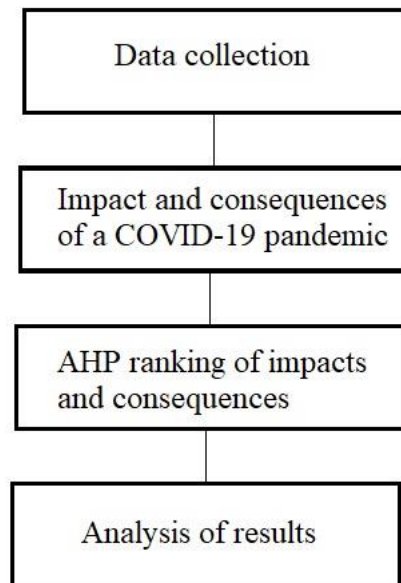 Data collection
Impact and consequences
of a COVID-19 pandemic
AHP ranking of impacts
and consequences
Analysis of results